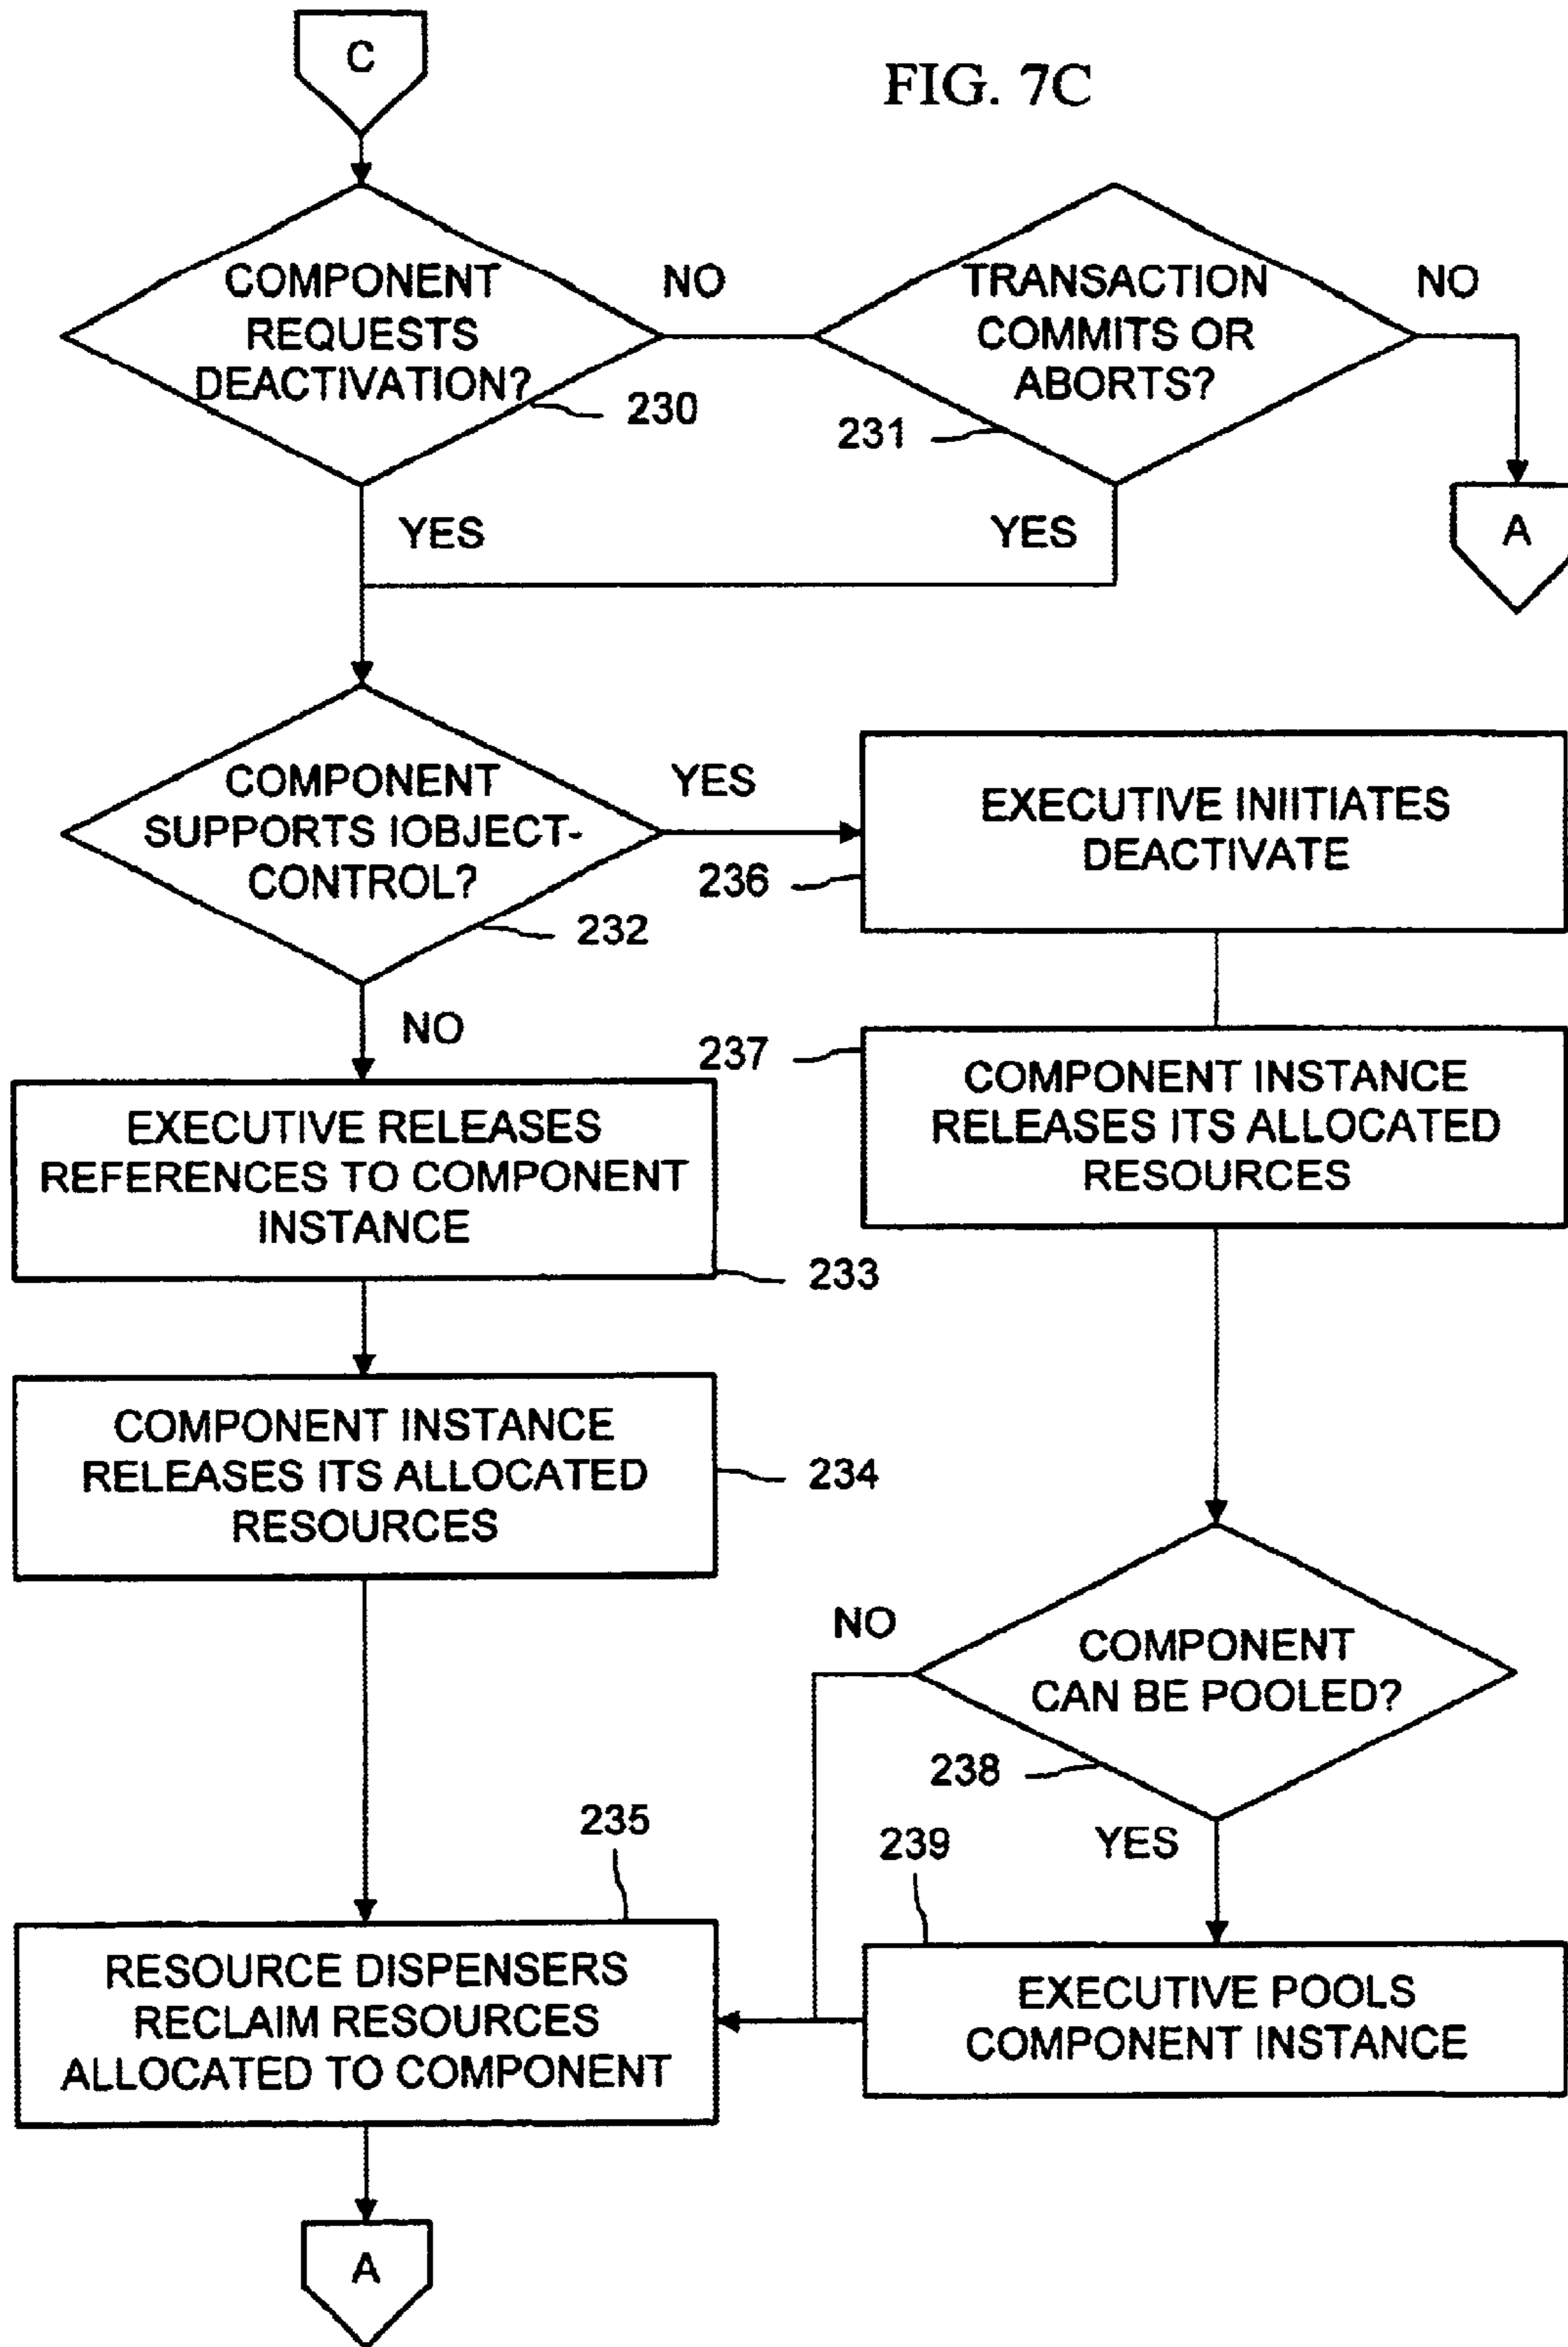 C
FIG. 7C
COMPONENT
REQUESTS
DEACTIVATION?
230
NO
TRANSACTION
COMMITS OR
ABORTS?
231
NO
YES
YES
A
COMPONENT
SUPPORTS IOBJECT-
CONTROL?
232
YES
EXECUTIVE INIITIATES
DEACTIVATE
236
NO
237
COMPONENT INSTANCE
RELEASES ITS ALLOCATED
RESOURCES
EXECUTIVE RELEASES
REFERENCES TO COMPONENT
INSTANCE
233
COMPONENT INSTANCE
RELEASES ITS ALLOCATED
RESOURCES
234
NO
COMPONENT
CAN BE POOLED?
238
YES
235
239
RESOURCE DISPENSERS
RECLAIM RESOURCES
ALLOCATED TO COMPONENT
EXECUTIVE POOLS
COMPONENT INSTANCE
A